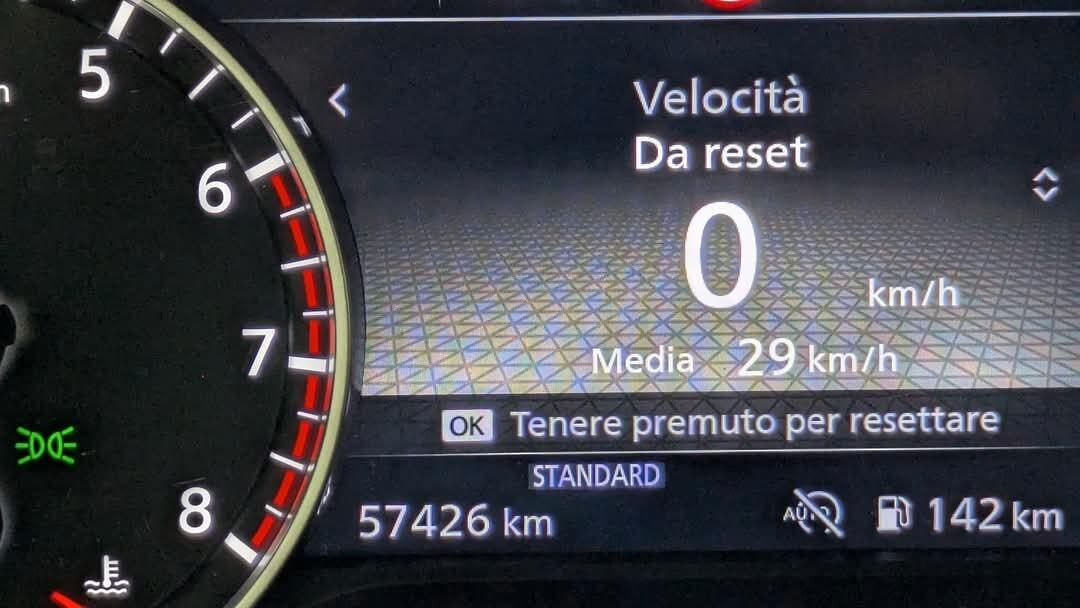 5
6
7
8
Velocità
Da reset
0 km/h
Media 29 km/h
OK Tenere premuto per resettare
STANDARD
57426 km
AUTO
142 km